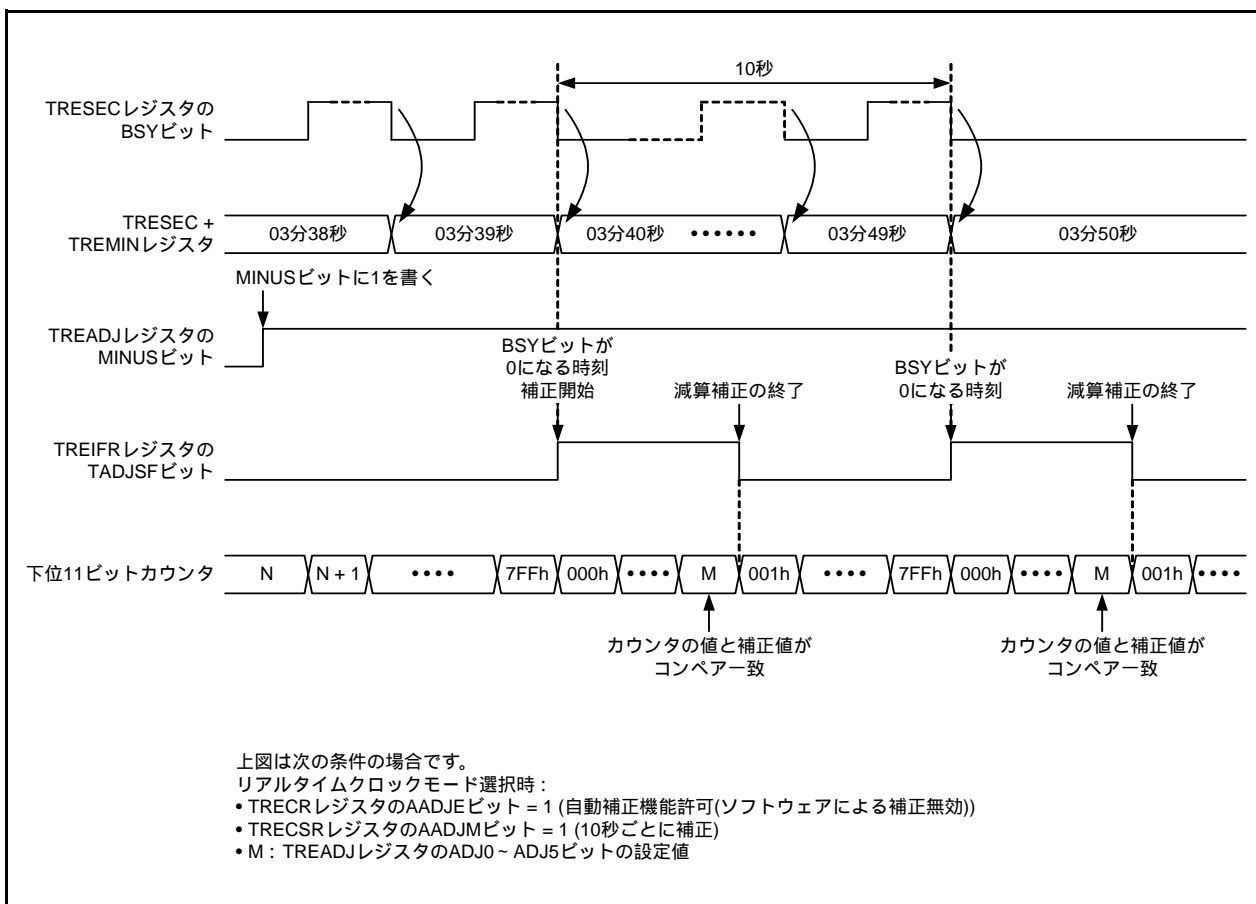 10秒
TRESECレジスタの
BSYビット
TRESEC +
TREMINレジスタ
03分38秒
03分39秒
03分40秒 ••••••
03分49秒
03分50秒
MINUSビットに1を書く
TREADJレジスタの
MINUSビット
BSYビットが
0になる時刻
補正開始
減算補正の終了
BSYビットが
0になる時刻
減算補正の終了
TREIFRレジスタの
TADJSFビット
下位11ビットカウンタ
N
N + 1
••••
7FFh
000h
••••
M
001h
••••
7FFh
000h
••••
M
001h
••••
カウンタの値と補正値が
コンペア一致
カウンタの値と補正値が
コンペア一致
上図は次の条件の場合です。
リアルタイムクロックモード選択時：
• TRECRレジスタのAADJEビット = 1 (自動補正機能許可(ソフトウェアによる補正無効))
• TRECSRレジスタのAADJMビット = 1 (10秒ごとに補正)
• M：TREADJレジスタのADJ0 ~ ADJ5ビットの設定値